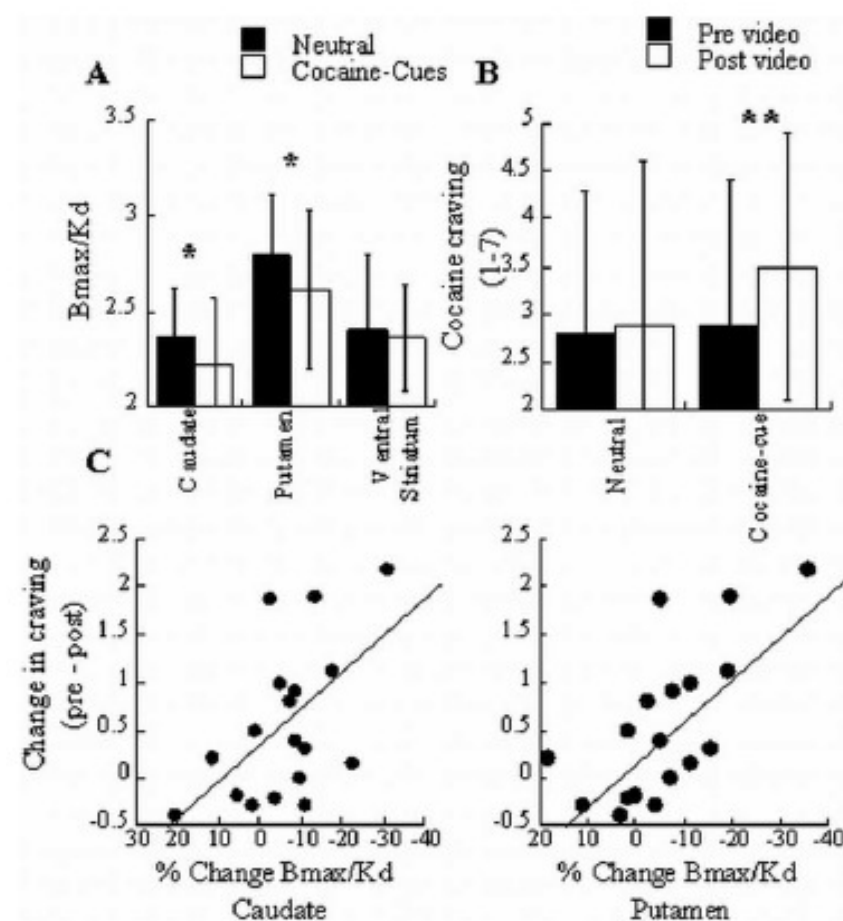 Neutral
Cocaine-Cues
Pre video
Post video
A
B
3.5
3
2.5
2
Bmax/Kd
*
*
Caudate
Putamen
Ventral
Striatum
5
4.5
4
3.5
3
2.5
2
Cocaine craving
(1-7)
**
Neutral
Cocaine-cue
C
2.5
2
1.5
1
0.5
0
-0.5
Change in craving
(pre - post)
30 20 10 0 -10 -20 -30 -40
% Change Bmax/Kd
Caudate
2.5
2
1.5
1
0.5
0
-0.5
20 10 0 -10 -20 -30 -40
% Change Bmax/Kd
Putamen